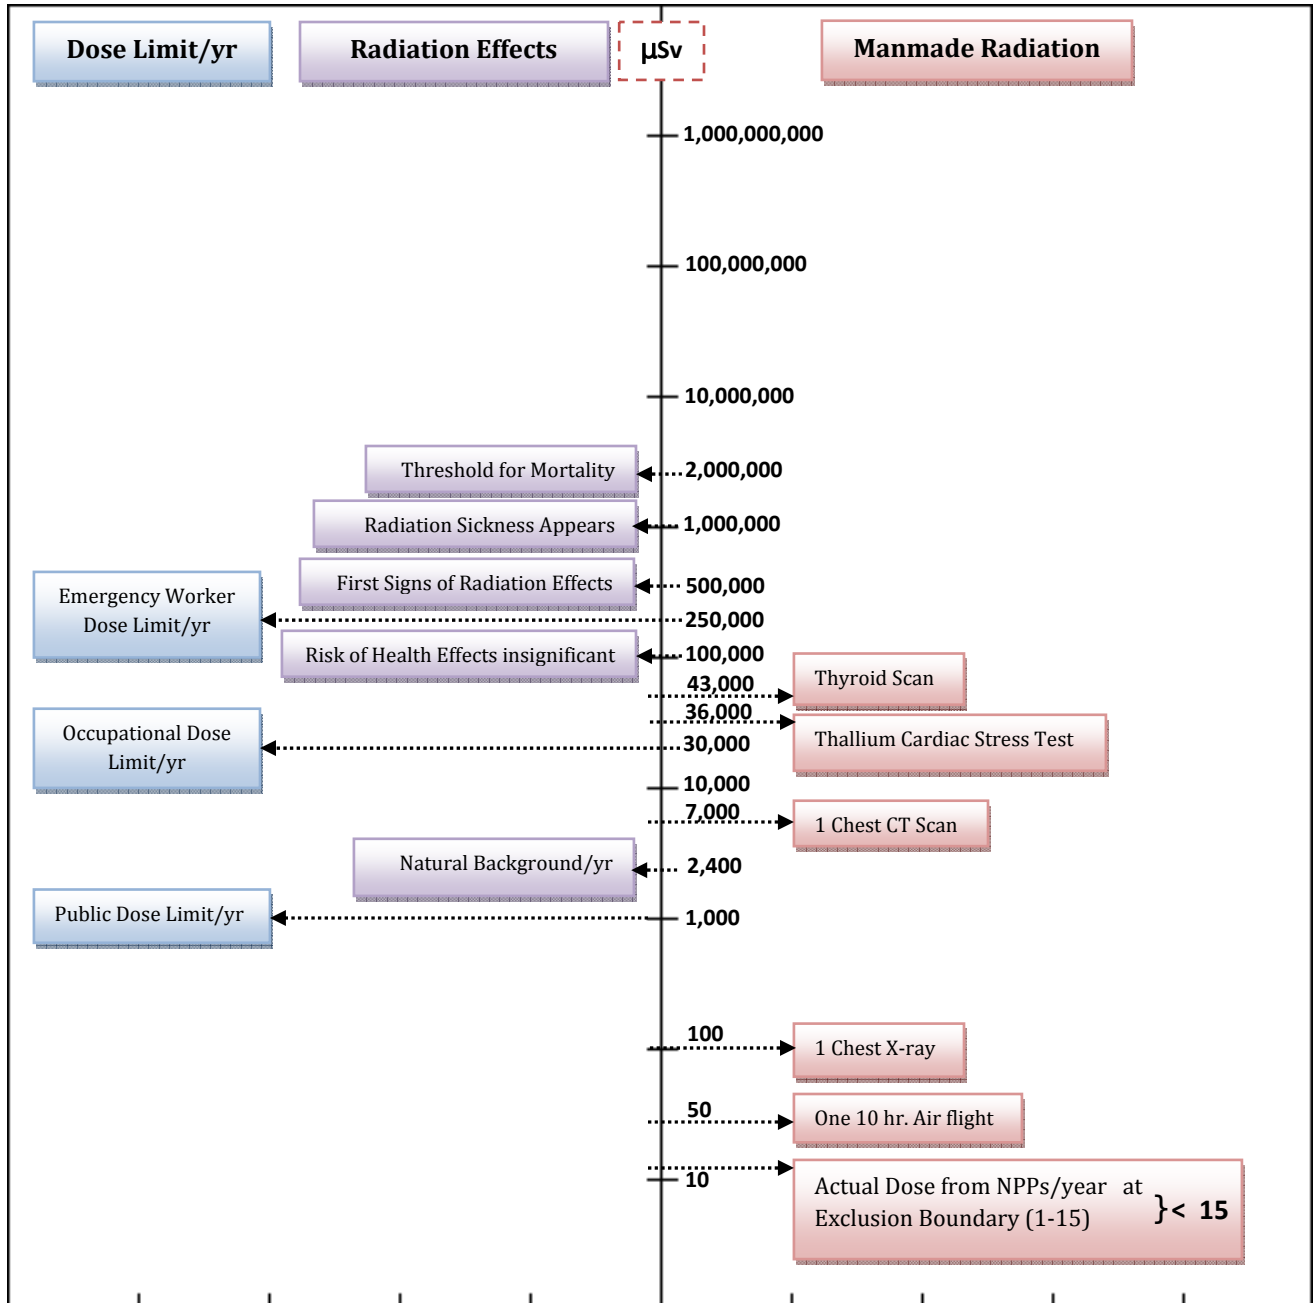 Dose Limit/yr
Radiation Effects
μSv
Manmade Radiation
1,000,000,000
100,000,000
10,000,000
Threshold for Mortality
2,000,000
Radiation Sickness Appears
1,000,000
First Signs of Radiation Effects
500,000
Emergency Worker
Dose Limit/yr
250,000
Risk of Health Effects insignificant
100,000
43,000
Thyroid Scan
36,000
Thallium Cardiac Stress Test
Occupational Dose
Limit/yr
30,000
10,000
7,000
1 Chest CT Scan
Natural Background/yr
2,400
Public Dose Limit/yr
1,000
100
1 Chest X-ray
50
One 10 hr. Air flight
10
Actual Dose from NPPs/year at
Exclusion Boundary (1-15)
}< 15